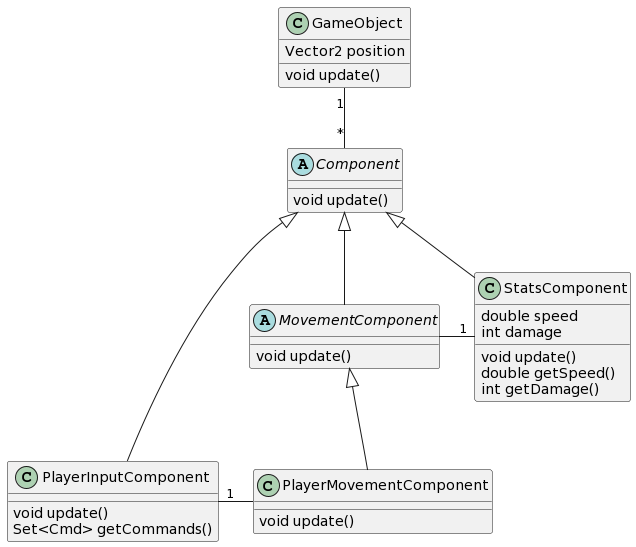 C GameObject
Vector2 position
void update()
1
*
A Component
void update()
C StatsComponent
double speed
int damage
void update()
double getSpeed()
int getDamage()
A MovementComponent
void update()
1
C PlayerInputComponent
void update()
Set<Cmd> getCommands()
1
C PlayerMovementComponent
void update()